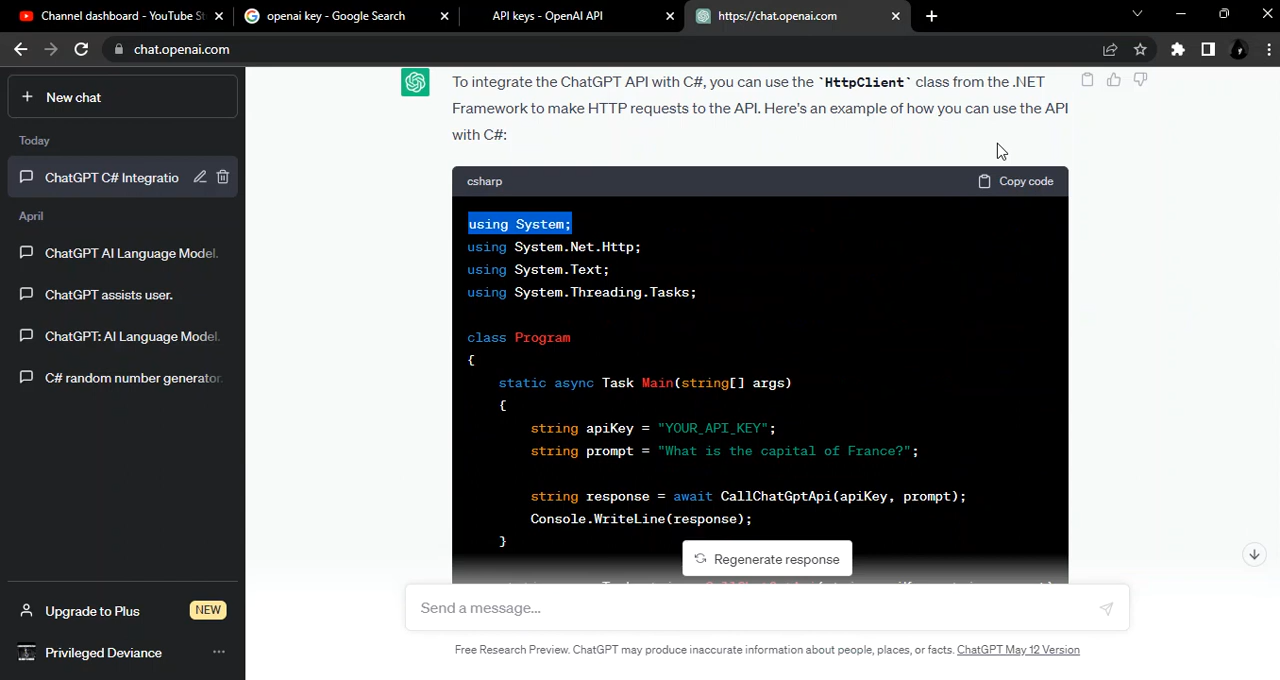 Channel dashboard - YouTube St
openai key - Google Search
API keys - OpenAI API
https://chat.openai.com
chat.openai.com
New chat
Today
ChatGPT C# Integratio
April
ChatGPT AI Language Model.
ChatGPT assists user.
ChatGPT: AI Language Model.
C# random number generator.
Upgrade to Plus
NEW
Privileged Deviance
To integrate the ChatGPT API with C#, you can use the `HttpClient` class from the .NET
Framework to make HTTP requests to the API. Here's an example of how you can use the API
with C#:
csharp
Copy code
using System;
using System.Net.Http;
using System.Text;
using System.Threading.Tasks;
class Program
{
static async Task Main(string[] args)
{
string apiKey = "YOUR_API_KEY";
string prompt = "What is the capital of France?";
string response = await CallChatGptApi(apiKey, prompt);
Console.WriteLine(response);
}
Regenerate response
Send a message...
Free Research Preview. ChatGPT may produce inaccurate information about people, places, or facts. ChatGPT May 12 Version